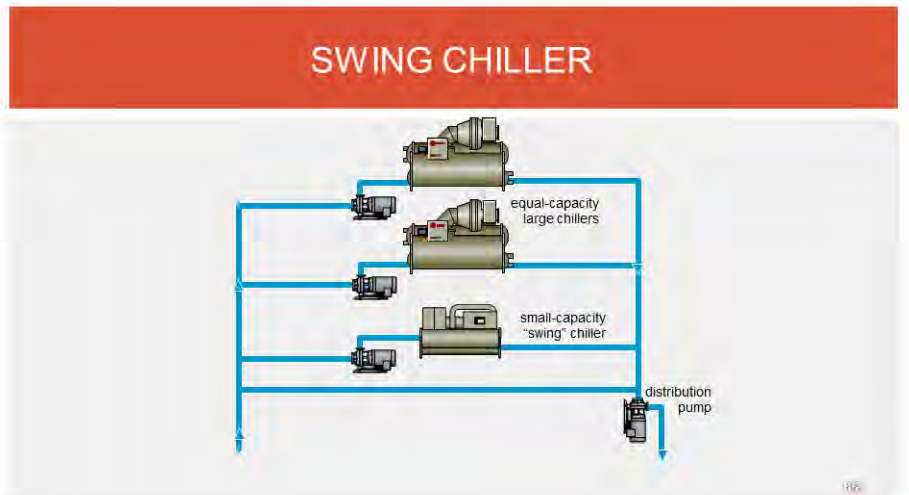 SWING CHILLER
equal-capacity
large chillers
small-capacity
“swing” chiller
distribution
pump